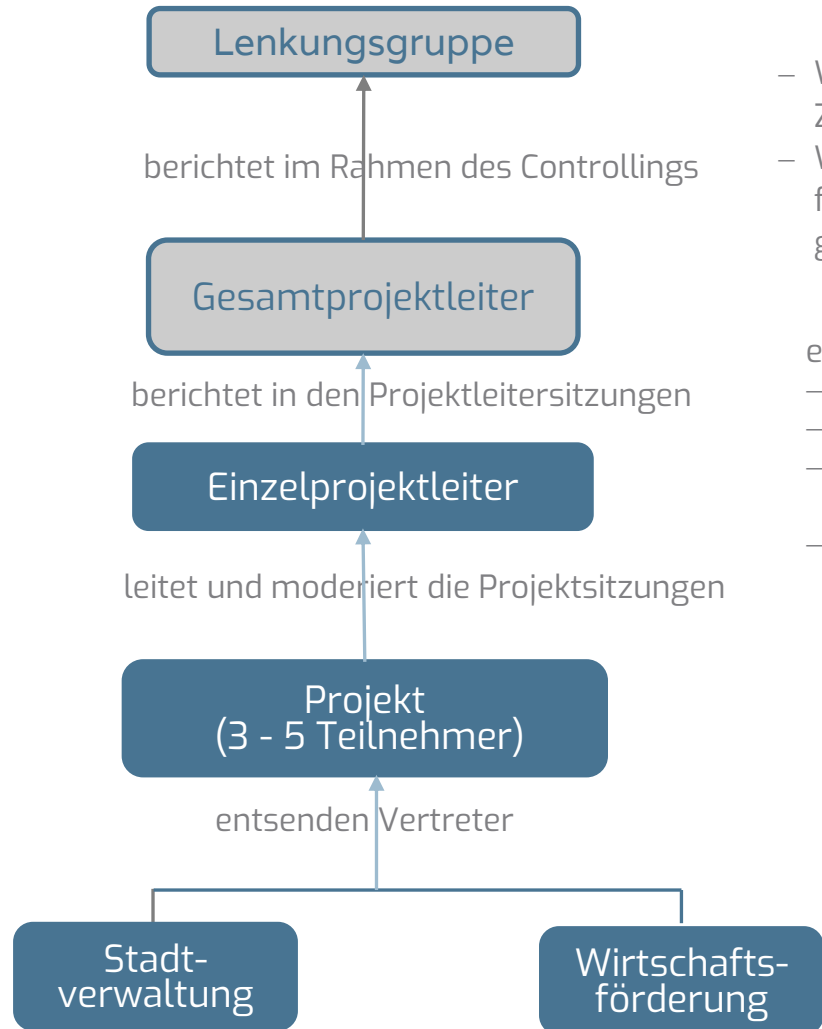 Lenkungsgruppe
berichtet im Rahmen des Controllings
Gesamtprojektleiter
berichtet in den Projektleitersitzungen
Einzelprojektleiter
leitet und moderiert die Projektsitzungen
Projekt
(3 - 5 Teilnehmer)
entsenden Vertreter
Stadt-
verwaltung
Wirtschafts-
förderung